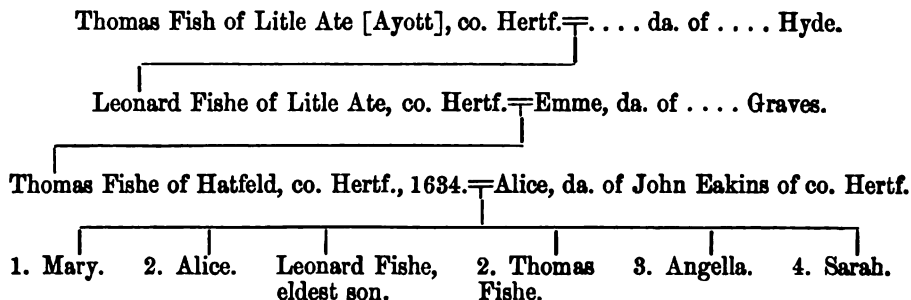 Thomas Fish of Litle Ate [Ayott], co. Hertf.=.... da. of .... Hyde.
Leonard Fishe of Litle Ate, co. Hertf.=Emme, da. of .... Graves.
Thomas Fishe of Hatfeld, co. Hertf., 1634.=Alice, da. of John Eakins of co. Hertf.
1. Mary. 2. Alice. Leonard Fishe, 2. Thomas 3. Angella. 4. Sarah.
eldest son. Fishe.